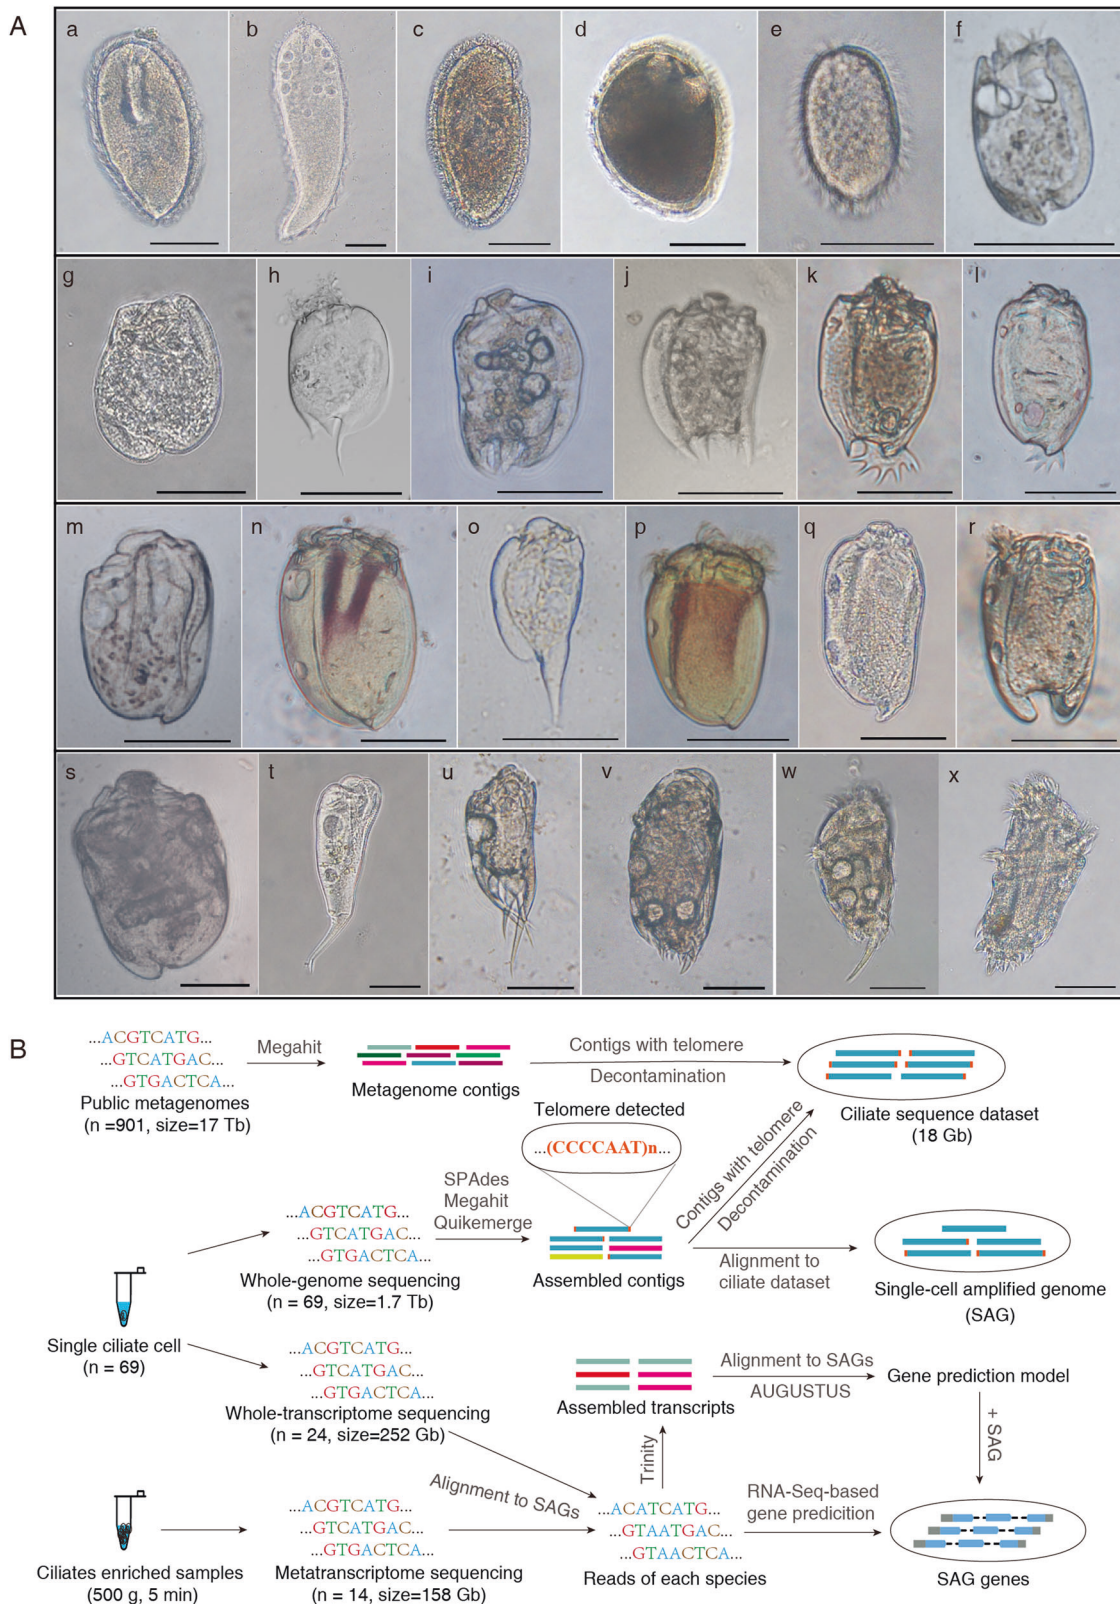 A
a b c d e f
g h i j k l
m n o p q r
s t u v w x
B
...ACGTCATG...
...GTCATGAC...
...GTGACTCA...
Public metagenomes
(n =901, size=17 Tb)
Megahit
Metagenome contigs
Contigs with telomere
Decontamination
Ciliate sequence dataset
(18 Gb)
Telomere detected
...(CCCCAAT)n...
Contigs with telomere
Decontamination
...ACGTCATG...
...GTCATGAC...
...GTGACTCA...
Whole-genome sequencing
(n = 69, size=1.7 Tb)
SPAdes
Megahit
Quikemerge
Assembled contigs
Alignment to
ciliate dataset
Single-cell amplified genome
(SAG)
Single ciliate cell
(n = 69)
...ACGTCATG...
...GTCATGAC...
...GTGACTCA...
Whole-transcriptome sequencing
(n = 24, size=252 Gb)
Assembled transcripts
Alignment to SAGs
AUGUSTUS
Gene prediction model
+ SAG
Trinity
Ciliates enriched samples
(500 g, 5 min)
...ACGTCATG...
...GTCATGAC...
...GTGACTCA...
Metatranscriptome sequencing
(n = 14, size=158 Gb)
Alignment to SAGs
...ACATCATG...
...GTAATGAC...
...GTAACTCA...
Reads of each species
RNA-Seq-based
gene predicition
SAG genes